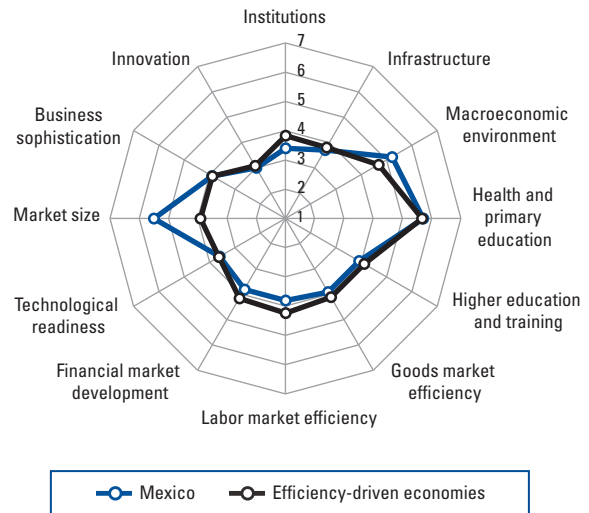 Institutions
7
6
5
4
3
2
1
Infrastructure
Macroeconomic
environment
Health and
primary
education
Higher education
and training
Goods market
efficiency
Labor market efficiency
Financial market
development
Technological
readiness
Market size
Business
sophistication
Innovation
Mexico
Efficiency-driven economies